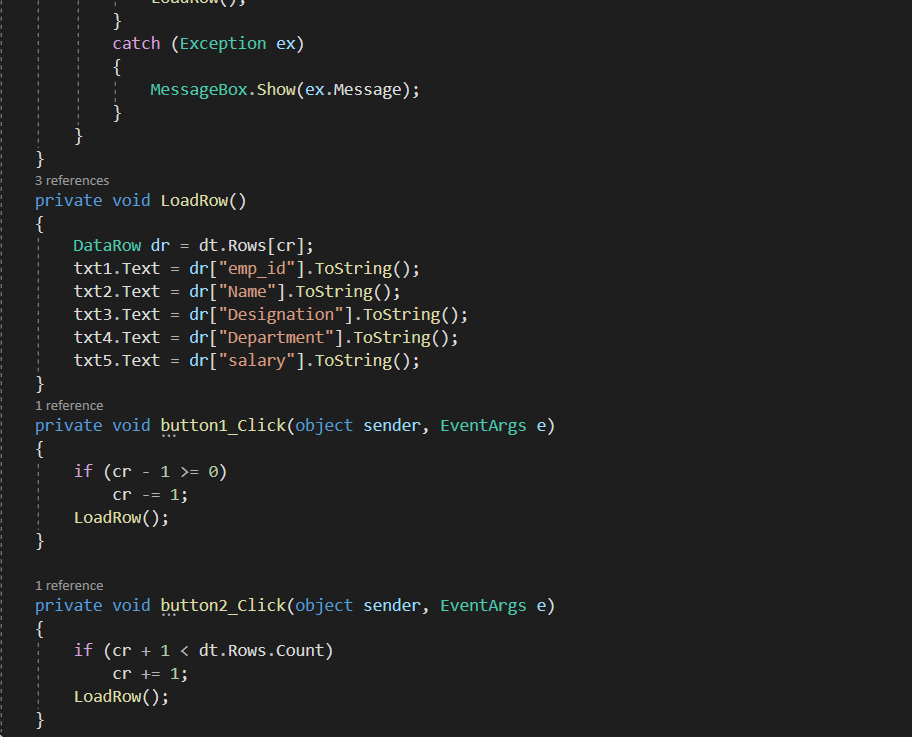 LoadRow();
}
catch (Exception ex)
{
MessageBox.Show(ex.Message);
}
}
}
3 references
private void LoadRow()
{
DataRow dr = dt.Rows[cr];
txt1.Text = dr["emp_id"].ToString();
txt2.Text = dr["Name"].ToString();
txt3.Text = dr["Designation"].ToString();
txt4.Text = dr["Department"].ToString();
txt5.Text = dr["salary"].ToString();
}
1 reference
private void button1_Click(object sender, EventArgs e)
{
if (cr - 1 >= 0)
cr -= 1;
LoadRow();
}
1 reference
private void button2_Click(object sender, EventArgs e)
{
if (cr + 1 < dt.Rows.Count)
cr += 1;
LoadRow();
}